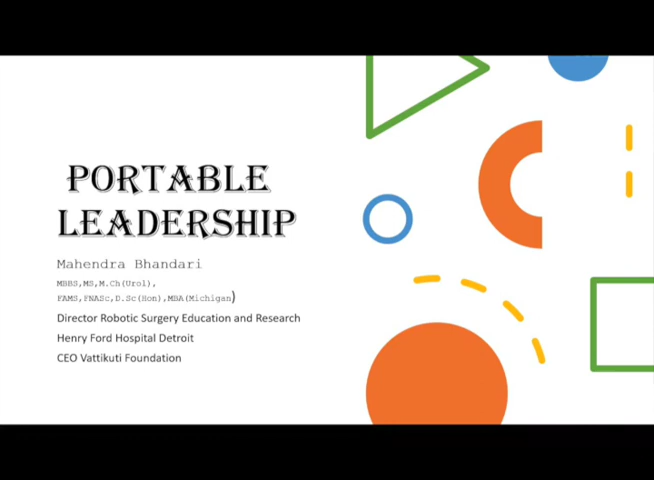 PORTABLE
LEADERSHIP
Mahendra Bhandari
MBBS,MS,M.Ch(Urol),
FAMS,FNASc,D.Sc(Hon),MBA(Michigan)
Director Robotic Surgery Education and Research
Henry Ford Hospital Detroit
CEO Vattikuti Foundation